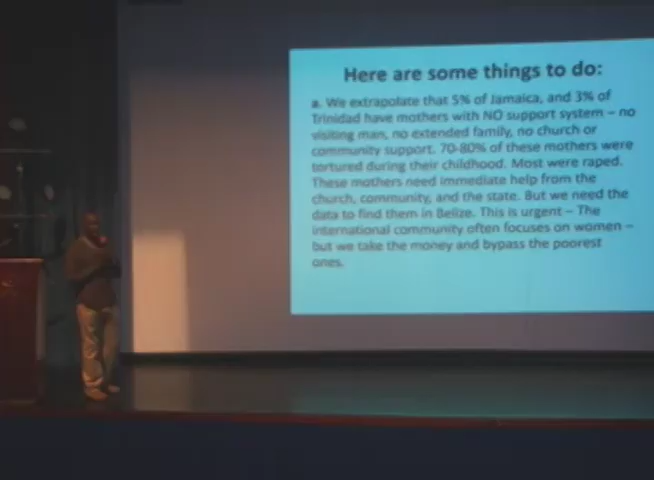 Here are some things to do:
a. We extrapolate that 5% of Jamaica, and 3% of
Trinidad have mothers with NO support system – no
visiting man, no extended family, no church or
community support. 70-80% of these mothers were
tortured during their childhood. Most were raped.
These mothers need immediate help from the
church, community, and the state. But we need the
data to find them in Belize. This is urgent – The
international community often focuses on women –
but we take the money and bypass the poorest
ones.